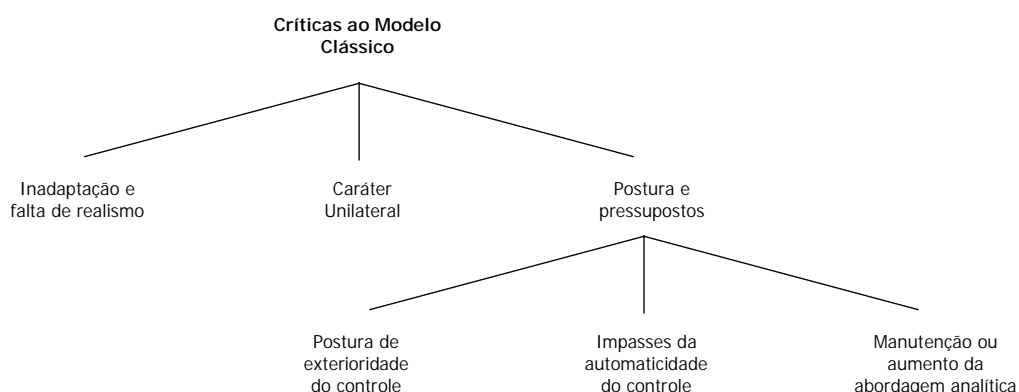 Críticas ao Modelo
Clássico
Inadaptação e
falta de realismo
Caráter
Unilateral
Postura e
pressupostos
Postura de
exterioridade
do controle
Impasses da
automaticidade
do controle
Manutenção ou
aumento da
abordagem analítica